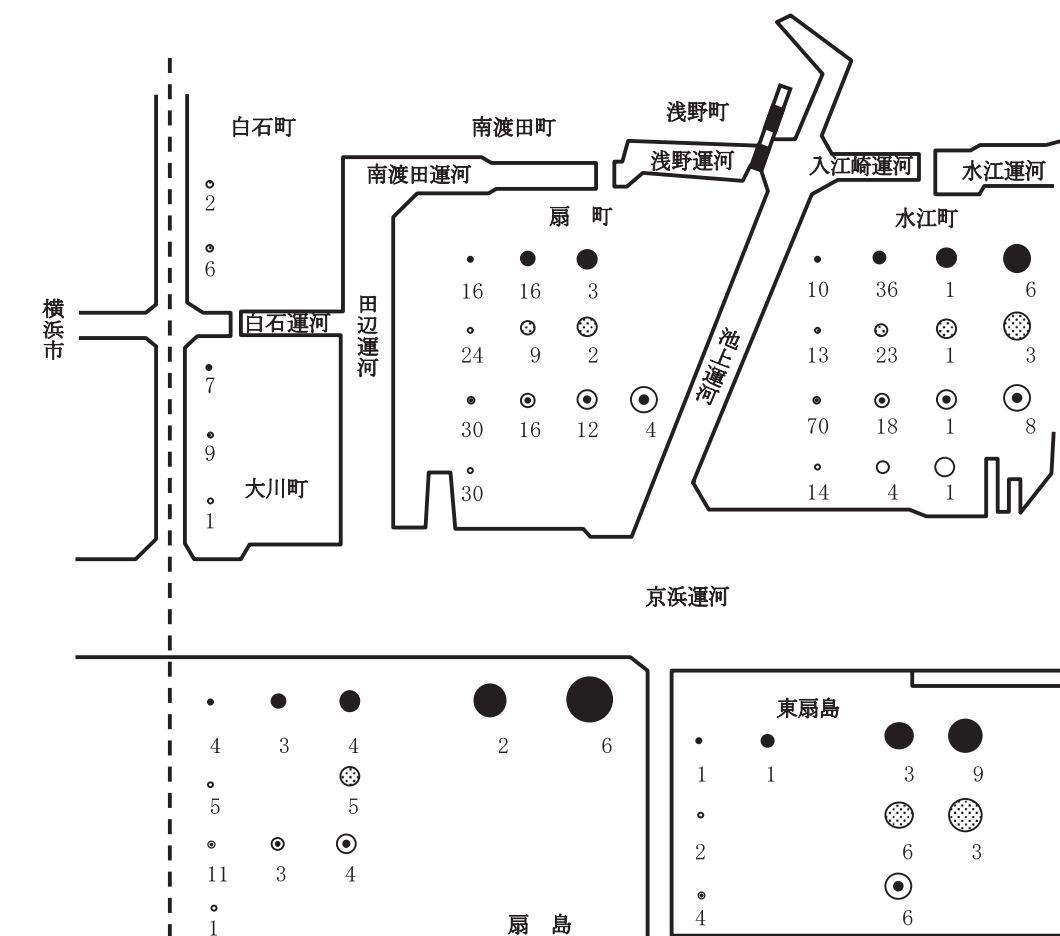 浅野町
白石町
南渡田町
浅野運河
入江崎運河
水江運河
南渡田運河
2
扇 町
水江町
6
16 16 3
10 36 1 6
横浜市
白石運河
田辺運河
池上運河
24 9 2
13 23 1 3
7
30 16 12 4
70 18 1 8
9
大川町
30
14 4 1
1
京浜運河
東扇島
4 3 4 2 6
1 1 3 9
5 5
2 6 3
11 3 4
4 6
1
扇 島